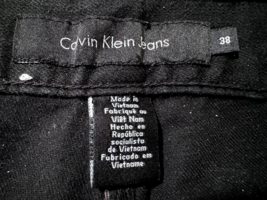 Calvin Klein Jeans
38
Made in
Vietnam
Fabriqué au
Viêt Nam
Hecho en
República
socialista
de Vietnam
Fabricado em
Vietname